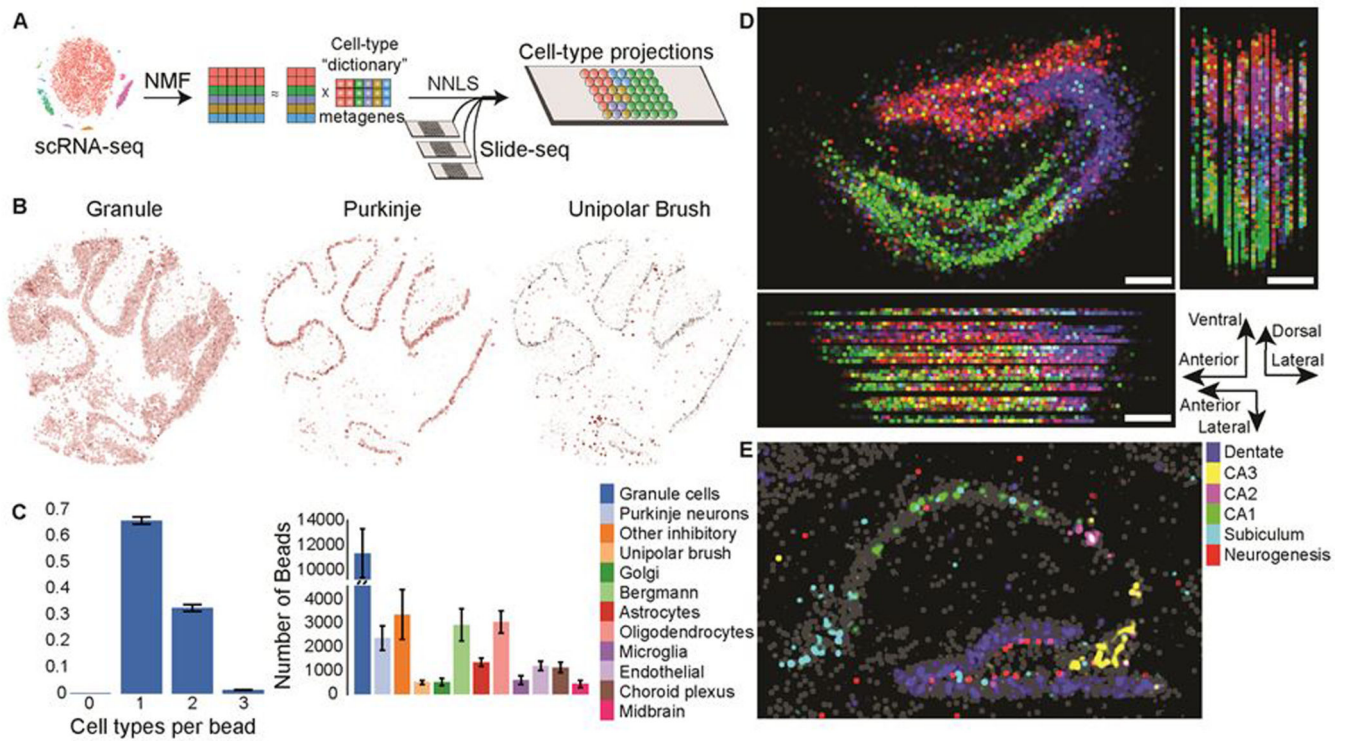 A
scRNA-seq
NMF
≈
x
Cell-type
"dictionary"
metagenes
NNLS
Slide-seq
Cell-type projections
B
Granule
Purkinje
Unipolar Brush
C
0.7
0.6
0.5
0.4
0.3
0.2
0.1
0
0 1 2 3
Cell types per bead
Number of Beads
14000
12000
10000
4000
3000
2000
1000
0
Granule cells
Purkinje neurons
Other inhibitory
Unipolar brush
Golgi
Bergmann
Astrocytes
Oligodendrocytes
Microglia
Endothelial
Choroid plexus
Midbrain
D
Ventral
Anterior
Dorsal
Lateral
Anterior
Lateral
E
Dentate
CA3
CA2
CA1
Subiculum
Neurogenesis